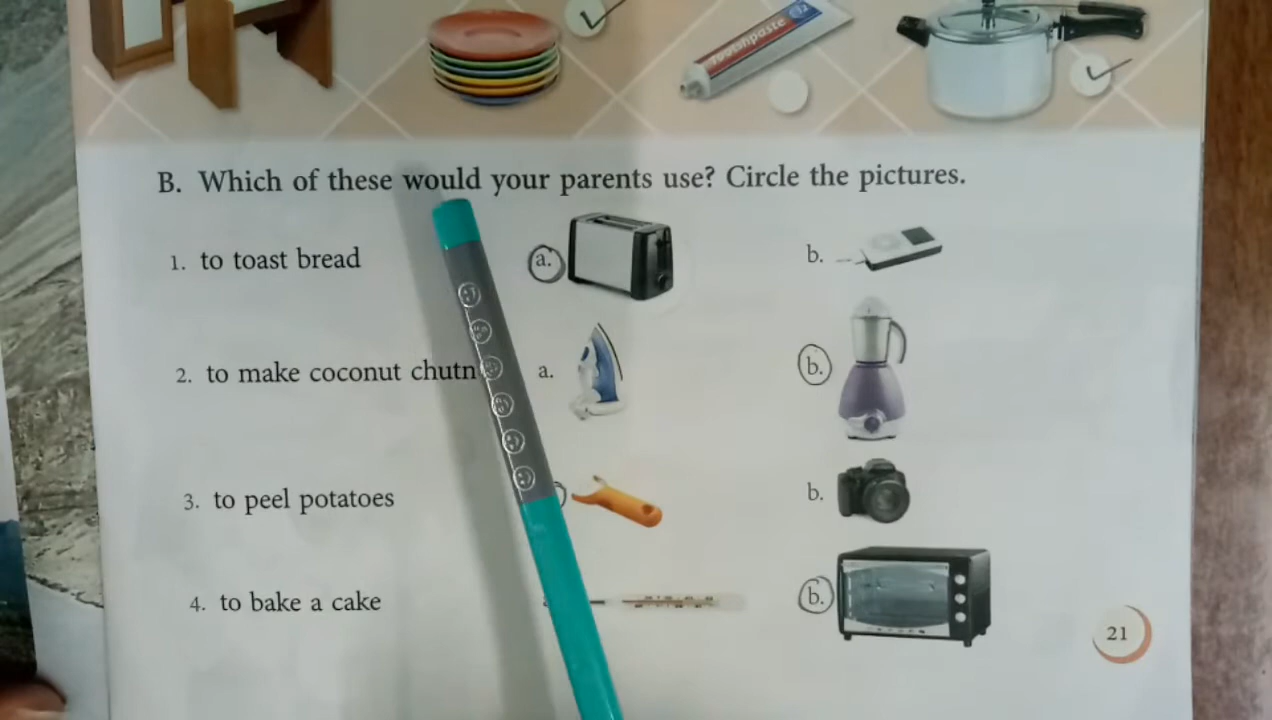 Toothpaste
B. Which of these would your parents use? Circle the pictures.
1. to toast bread a. b.
2. to make coconut chutn a. b.
3. to peel potatoes b.
4. to bake a cake b.
21